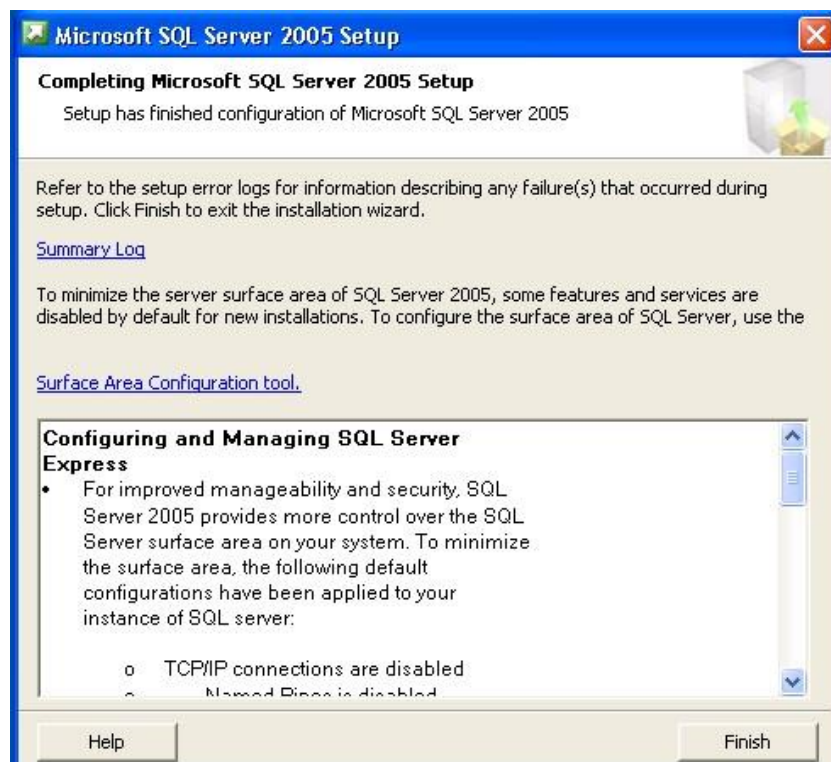 Microsoft SQL Server 2005 Setup
Completing Microsoft SQL Server 2005 Setup
Setup has finished configuration of Microsoft SQL Server 2005
Refer to the setup error logs for information describing any failure(s) that occurred during
setup. Click Finish to exit the installation wizard.
Summary Log
To minimize the server surface area of SQL Server 2005, some features and services are
disabled by default for new installations. To configure the surface area of SQL Server, use the
Surface Area Configuration tool.
Configuring and Managing SQL Server
Express
• For improved manageability and security, SQL
Server 2005 provides more control over the SQL
Server surface area on your system. To minimize
the surface area, the following default
configurations have been applied to your
instance of SQL server:
o TCP/IP connections are disabled
o Named Pipes is disabled
Help
Finish